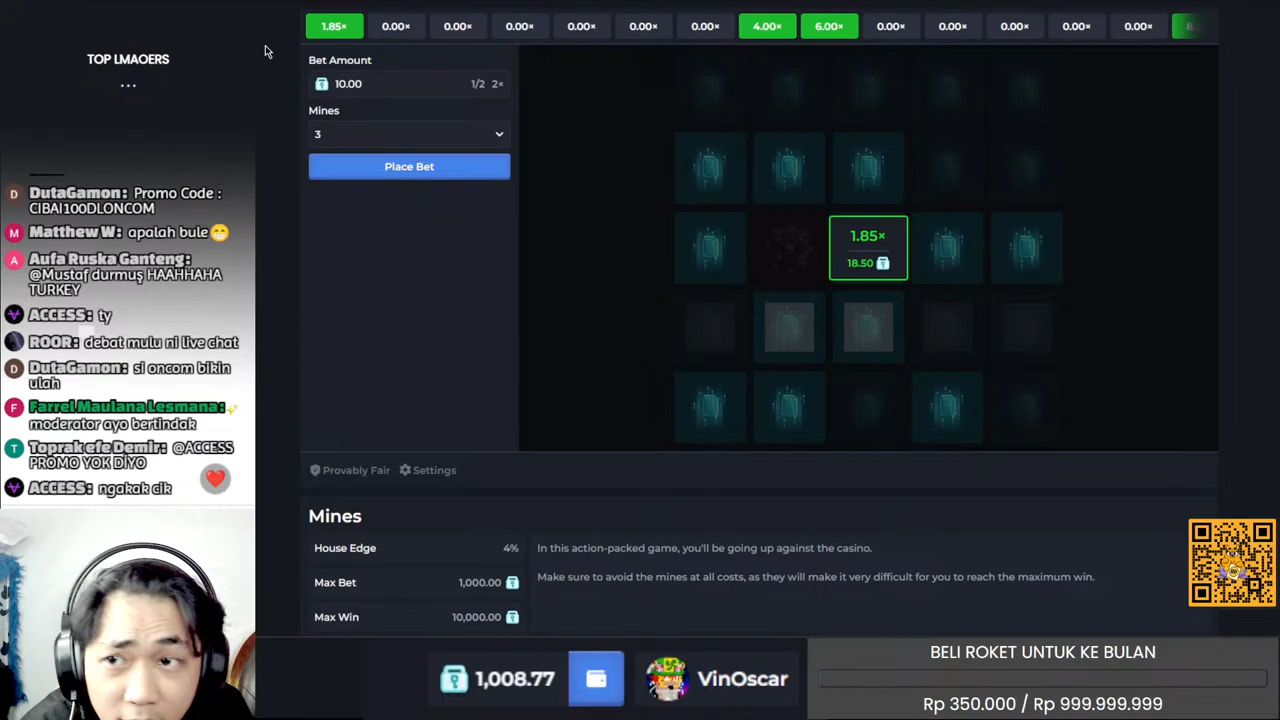 1.85×
0.00×
0.00×
0.00×
0.00×
0.00×
0.00×
4.00×
6.00×
0.00×
0.00×
0.00×
0.00×
0.00×
TOP LMAOERS
...
DutaGamon: Promo Code :
CIBAI100DLONCOM
Matthew W: apalah bule😁
Aufa Ruska Ganteng:
@Mustaf durmuş HAAHHAHA
TURKEY
ACCESS: ty
ROOR: debat mulu ni live chat
DutaGamon: si oncom bikin
ulah
Farrel Maulana Lesmana:
moderator ayo bertindak
Toprak efe Demir: @ACCESS
PROMO YOK DİYO
ACCESS: ngakak cik
Bet Amount
10.00
1/2 2×
Mines
3
Place Bet
1.85×
18.50
Provably Fair
Settings
Mines
House Edge 4%
Max Bet 1,000.00
Max Win 10,000.00
In this action-packed game, you'll be going up against the casino.
Make sure to avoid the mines at all costs, as they will make it very difficult for you to reach the maximum win.
1,008.77
VinOscar
BELI ROKET UNTUK KE BULAN
Rp 350.000 / Rp 999.999.999